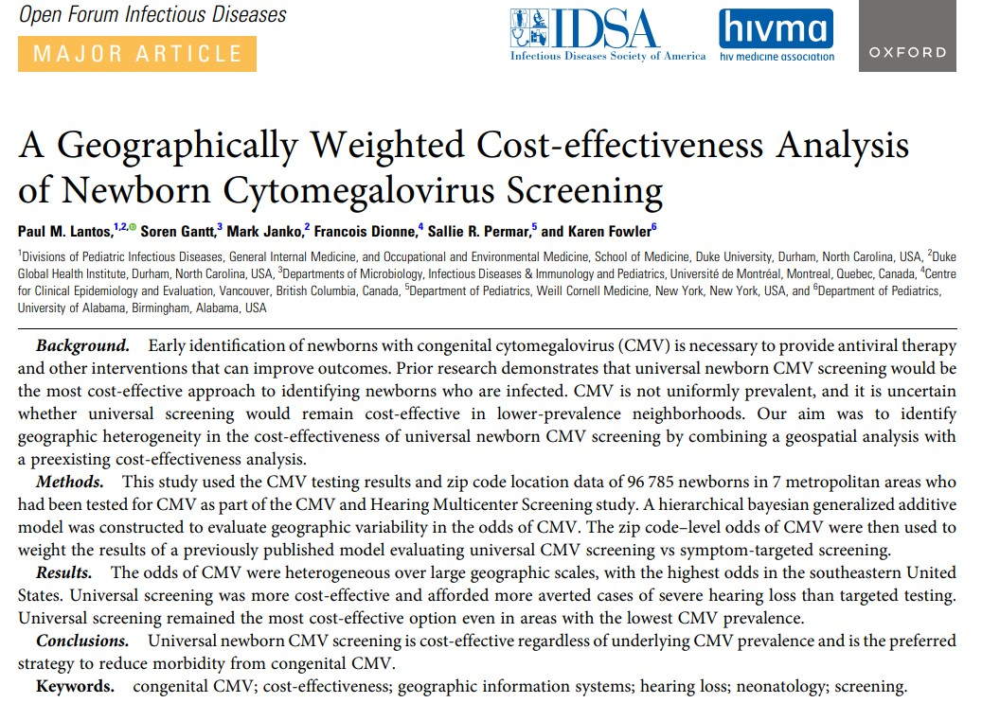 Open Forum Infectious Diseases
MAJOR ARTICLE
IDSA
Infectious Diseases Society of America
hivma
hiv medicine association
OXFORD
A Geographically Weighted Cost-effectiveness Analysis
of Newborn Cytomegalovirus Screening
Paul M. Lantos,1,2, Soren Gantt,3 Mark Janko,2 Francois Dionne,4 Sallie R. Permar,5 and Karen Fowler6
1Divisions of Pediatric Infectious Diseases, General Internal Medicine, and Occupational and Environmental Medicine, School of Medicine, Duke University, Durham, North Carolina, USA, 2Duke
Global Health Institute, Durham, North Carolina, USA, 3Departments of Microbiology, Infectious Diseases & Immunology and Pediatrics, Université de Montréal, Montreal, Quebec, Canada, 4Centre
for Clinical Epidemiology and Evaluation, Vancouver, British Columbia, Canada, 5Department of Pediatrics, Weill Cornell Medicine, New York, New York, USA, and 6Department of Pediatrics,
University of Alabama, Birmingham, Alabama, USA
Background. Early identification of newborns with congenital cytomegalovirus (CMV) is necessary to provide antiviral therapy
and other interventions that can improve outcomes. Prior research demonstrates that universal newborn CMV screening would be
the most cost-effective approach to identifying newborns who are infected. CMV is not uniformly prevalent, and it is uncertain
whether universal screening would remain cost-effective in lower-prevalence neighborhoods. Our aim was to identify
geographic heterogeneity in the cost-effectiveness of universal newborn CMV screening by combining a geospatial analysis with
a preexisting cost-effectiveness analysis.
Methods. This study used the CMV testing results and zip code location data of 96 785 newborns in 7 metropolitan areas who
had been tested for CMV as part of the CMV and Hearing Multicenter Screening study. A hierarchical bayesian generalized additive
model was constructed to evaluate geographic variability in the odds of CMV. The zip code–level odds of CMV were then used to
weight the results of a previously published model evaluating universal CMV screening vs symptom-targeted screening.
Results. The odds of CMV were heterogeneous over large geographic scales, with the highest odds in the southeastern United
States. Universal screening was more cost-effective and afforded more averted cases of severe hearing loss than targeted testing.
Universal screening remained the most cost-effective option even in areas with the lowest CMV prevalence.
Conclusions. Universal newborn CMV screening is cost-effective regardless of underlying CMV prevalence and is the preferred
strategy to reduce morbidity from congenital CMV.
Keywords. congenital CMV; cost-effectiveness; geographic information systems; hearing loss; neonatology; screening.